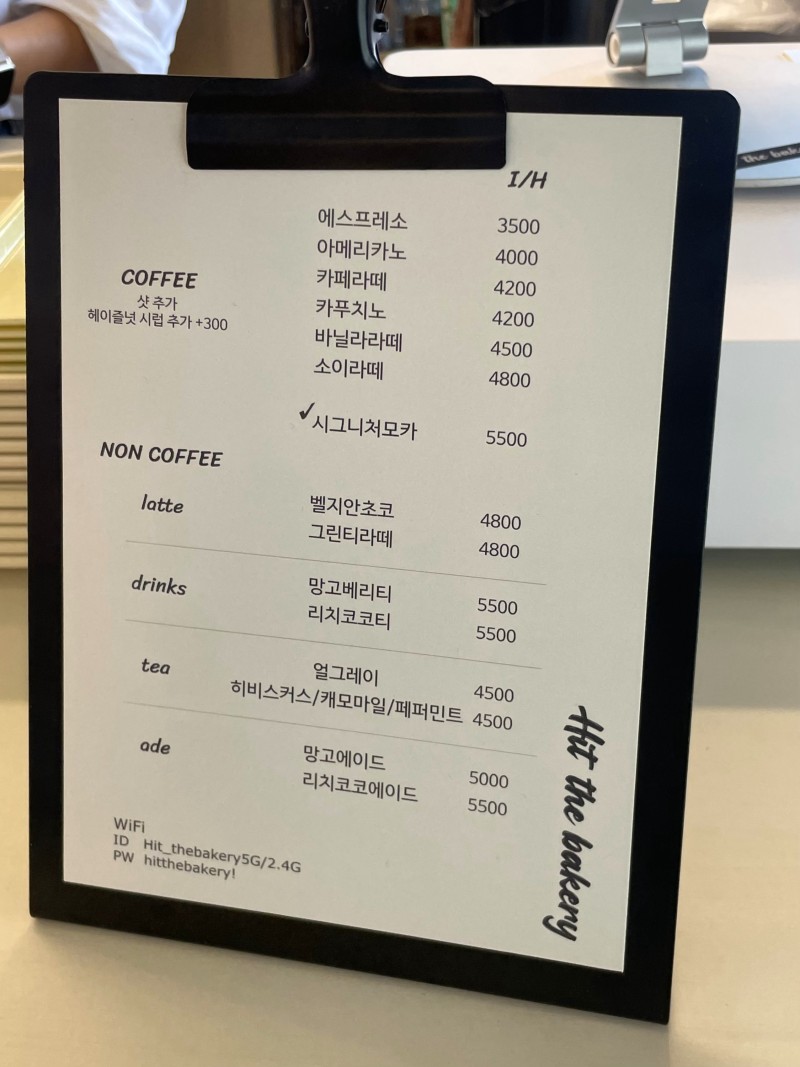 I/H
COFFEE
샷 추가
헤이즐넛 시럽 추가 +300
에스프레소 3500
아메리카노 4000
카페라떼 4200
카푸치노 4200
바닐라라떼 4500
소이라떼 4800
✓시그니처모카 5500
NON COFFEE
latte
벨지안초코 4800
그린티라떼 4800
drinks
망고베리티 5500
리치코코티 5500
tea
얼그레이 4500
히비스커스/캐모마일/페퍼민트 4500
ade
망고에이드 5000
리치코코에이드 5500
WiFi
ID Hit_thebakery5G/2.4G
PW hitthebakery!
Hit the bakery
the bak